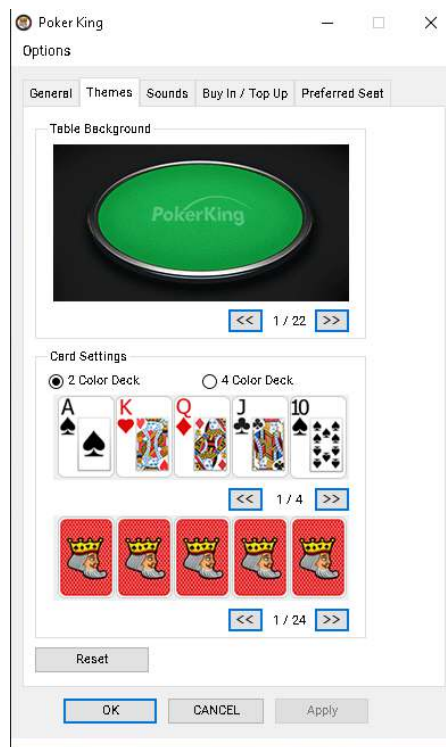 Poker King
Options
General Themes Sounds Buy In / Top Up Preferred Seat
Table Background
PokerKing
<< 1 / 22 >>
Card Settings
2 Color Deck 4 Color Deck
A K Q J 10
<< 1 / 4 >>
<< 1 / 24 >>
Reset
OK CANCEL Apply